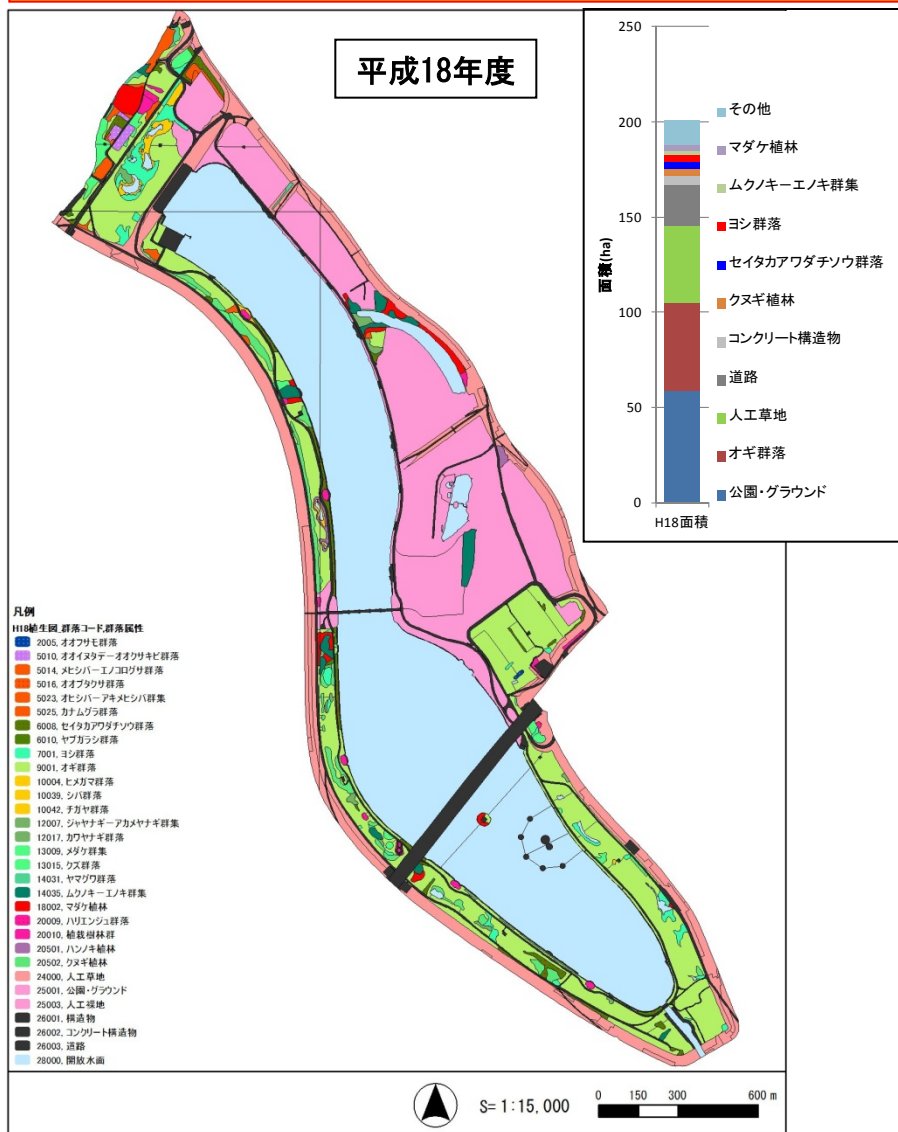 平成18年度
250
200
150
100
50
0
面積(ha)
H18面積
その他
マダケ植林
ムクノキーエノキ群集
ヨシ群落
セイタカアワダチソウ群落
クヌギ植林
コンクリート構造物
道路
人工草地
オギ群落
公園・グラウンド
凡例
H18植生図.群落コード,群落属性
2005, オオフサモ群落
5010, オオイヌタデーオオクサキビ群落
5014, メヒシバーエノコログサ群落
5016, オオブタクサ群落
5023, オヒシバーアキメヒシバ群集
5025, カナムグラ群落
6008, セイタカアワダチソウ群落
6010, ヤブガラシ群落
7001, ヨシ群落
9001, オギ群落
10004, ヒメガマ群落
10039, シバ群落
10042, チガヤ群落
12007, ジャヤナギーアカメヤナギ群集
12017, カワヤナギ群落
13009, メダケ群集
13015, クズ群落
14031, ヤマグワ群落
14035, ムクノキーエノキ群集
18002, マダケ植林
20009, ハリエンジュ群落
20010, 植栽樹林群
20501, ハンノキ植林
20502, クヌギ植林
24000, 人工草地
25001, 公園・グラウンド
25003, 人工裸地
26001, 構造物
26002, コンクリート構造物
26003, 道路
28000, 開放水面
S= 1:15,000
0 150 300 600 m